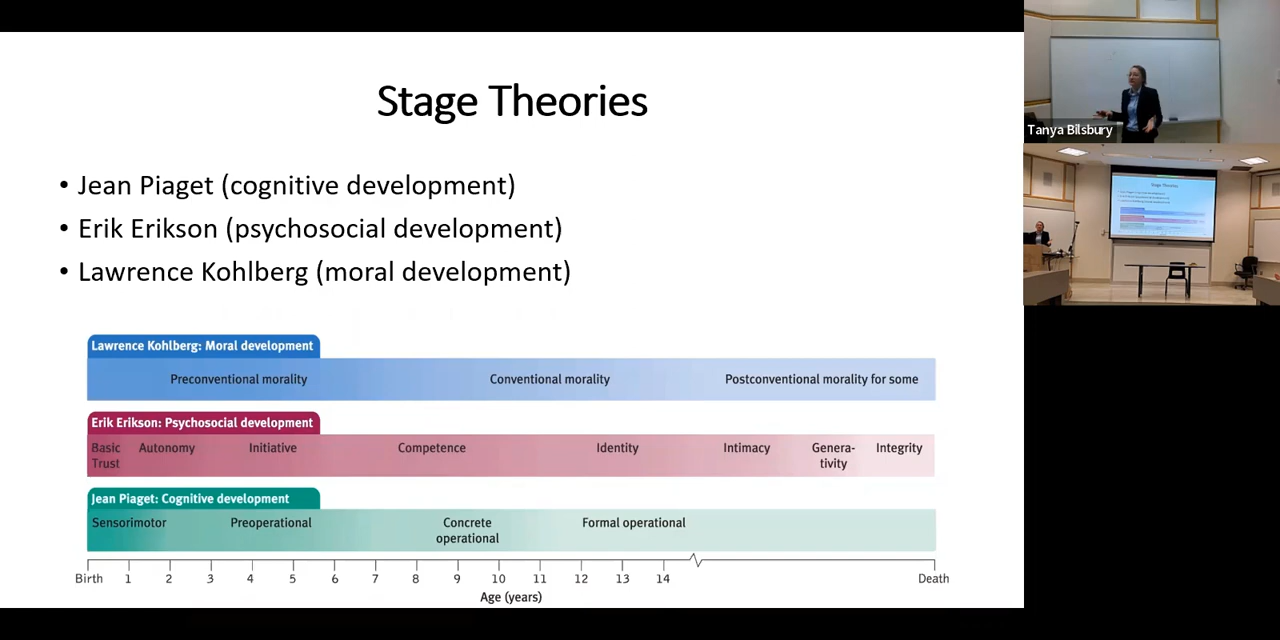 Stage Theories
• Jean Piaget (cognitive development)
• Erik Erikson (psychosocial development)
• Lawrence Kohlberg (moral development)
Lawrence Kohlberg: Moral development
Preconventional morality Conventional morality Postconventional morality for some
Erik Erikson: Psychosocial development
Basic Autonomy Initiative Competence Identity Intimacy Genera- Integrity
Trust tivity
Jean Piaget: Cognitive development
Sensorimotor Preoperational Concrete Formal operational
operational
Birth 1 2 3 4 5 6 7 8 9 10 11 12 13 14 Death
Age (years)
Tanya Bilsbury
Stage Theories